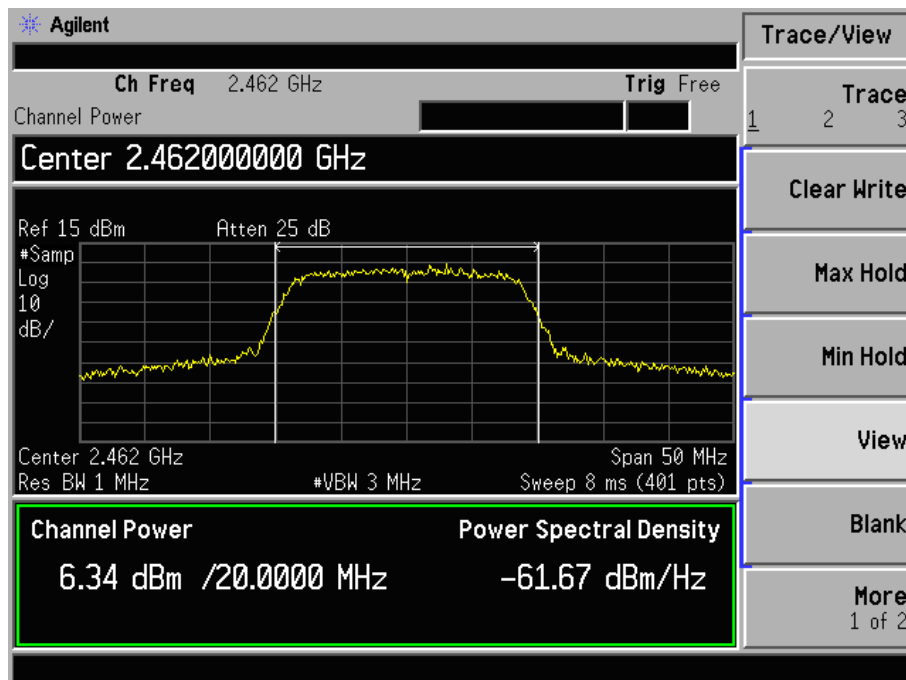 Agilent
Trace/View
Ch Freq 2.462 GHz Trig Free
Channel Power
Trace
1 2 3
Center 2.462000000 GHz
Clear Write
Ref 15 dBm Atten 25 dB
#Samp
Log
10
dB/
Max Hold
Min Hold
View
Center 2.462 GHz Span 50 MHz
Res BW 1 MHz #VBW 3 MHz Sweep 8 ms (401 pts)
Channel Power Power Spectral Density
6.34 dBm /20.0000 MHz -61.67 dBm/Hz
Blank
More
1 of 2